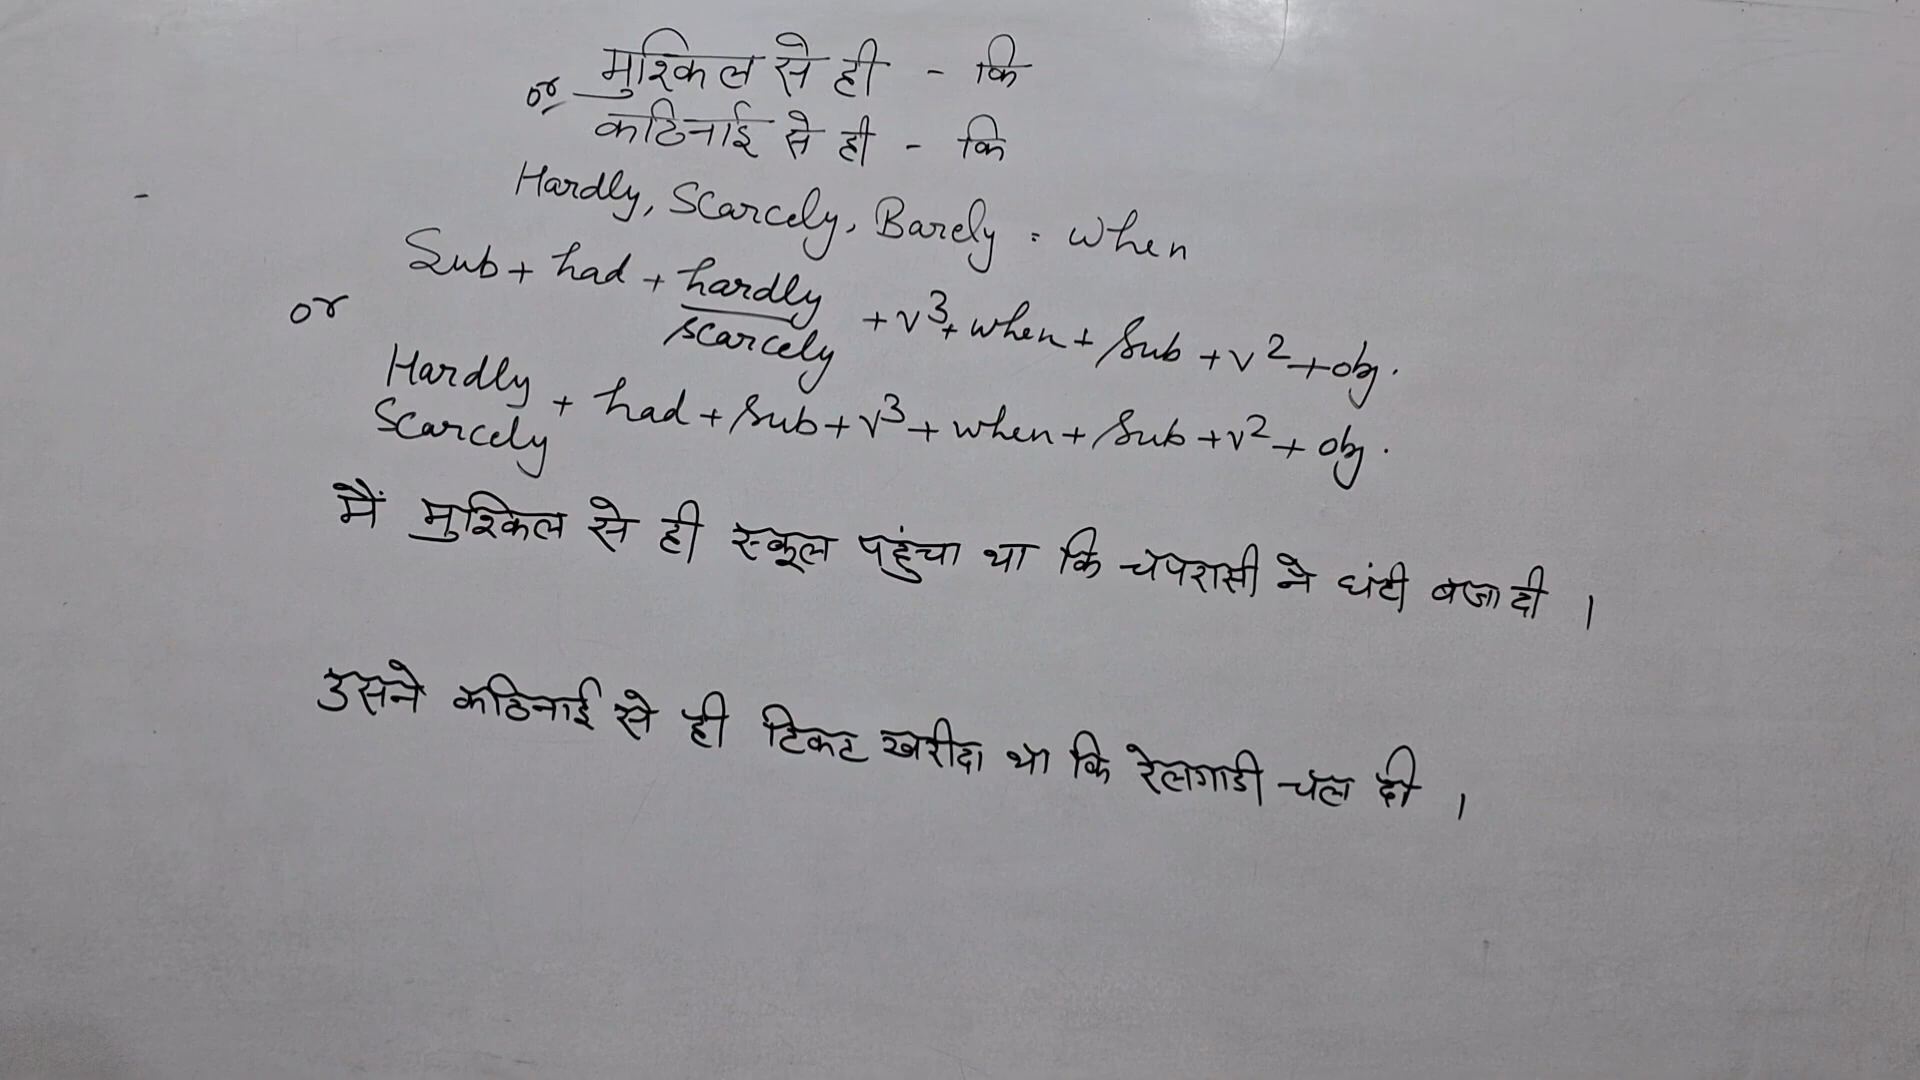 मुश्किल से ही - कि
or कठिनाई से ही - कि
Hardly, Scarcely, Barely = when
Sub + had + hardly + v3 + when + Sub + v2 + obj.
scarcely
or
Hardly + had + Sub + v3 + when + Sub + v2 + obj.
Scarcely
मैं मुश्किल से ही स्कूल पहुंचा था कि चपरासी ने घंटी बजा दी ।
उसने कठिनाई से ही टिकट खरीदा था कि रेलगाडी चल दी ।